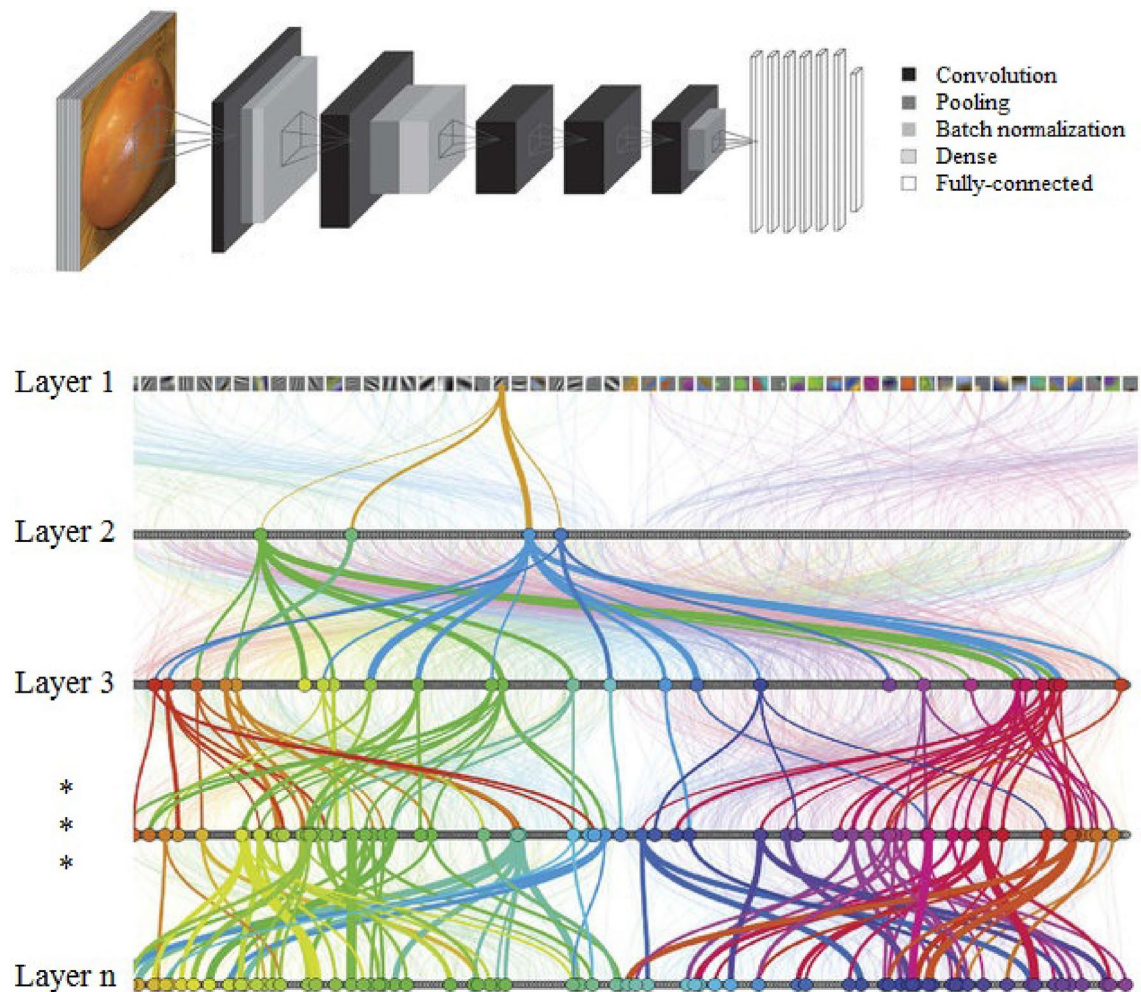 Convolution
Pooling
Batch normalization
Dense
Fully-connected
Layer 1
Layer 2
Layer 3
*
*
*
Layer n